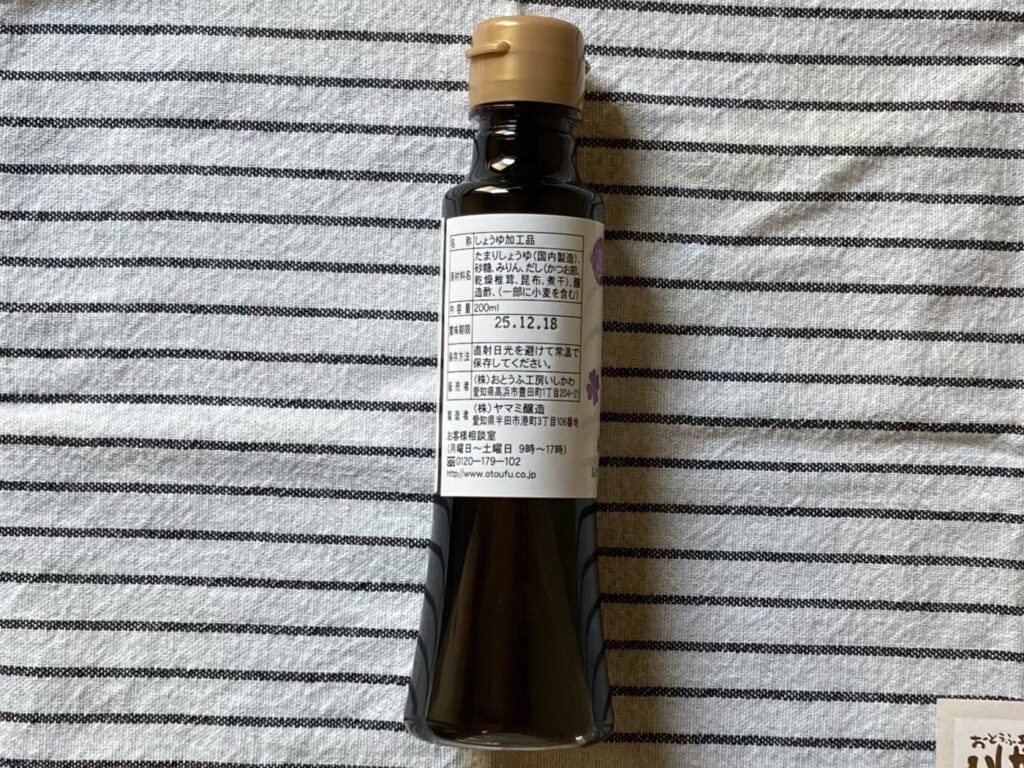 名称 しょうゆ加工品
原材料名 たまりしょうゆ(国内製造)、
砂糖、みりん、だし(かつお節、
乾燥椎茸、昆布、煮干)、醸
造酢、(一部に小麦を含む)
内容量 200ml
賞味期限 25.12.18
保存方法 直射日光を避けて常温で
保存してください。
販売者 (株)おとうふ工房いしかわ
愛知県高浜市豊田町1丁目204-21
製造者 (株)ヤマミ醸造
愛知県半田市港町3丁目106番地
お客様相談室
(月曜日〜土曜日 9時〜17時)
0120-179-102
http://www.otoufu.co.jp
おとうふ